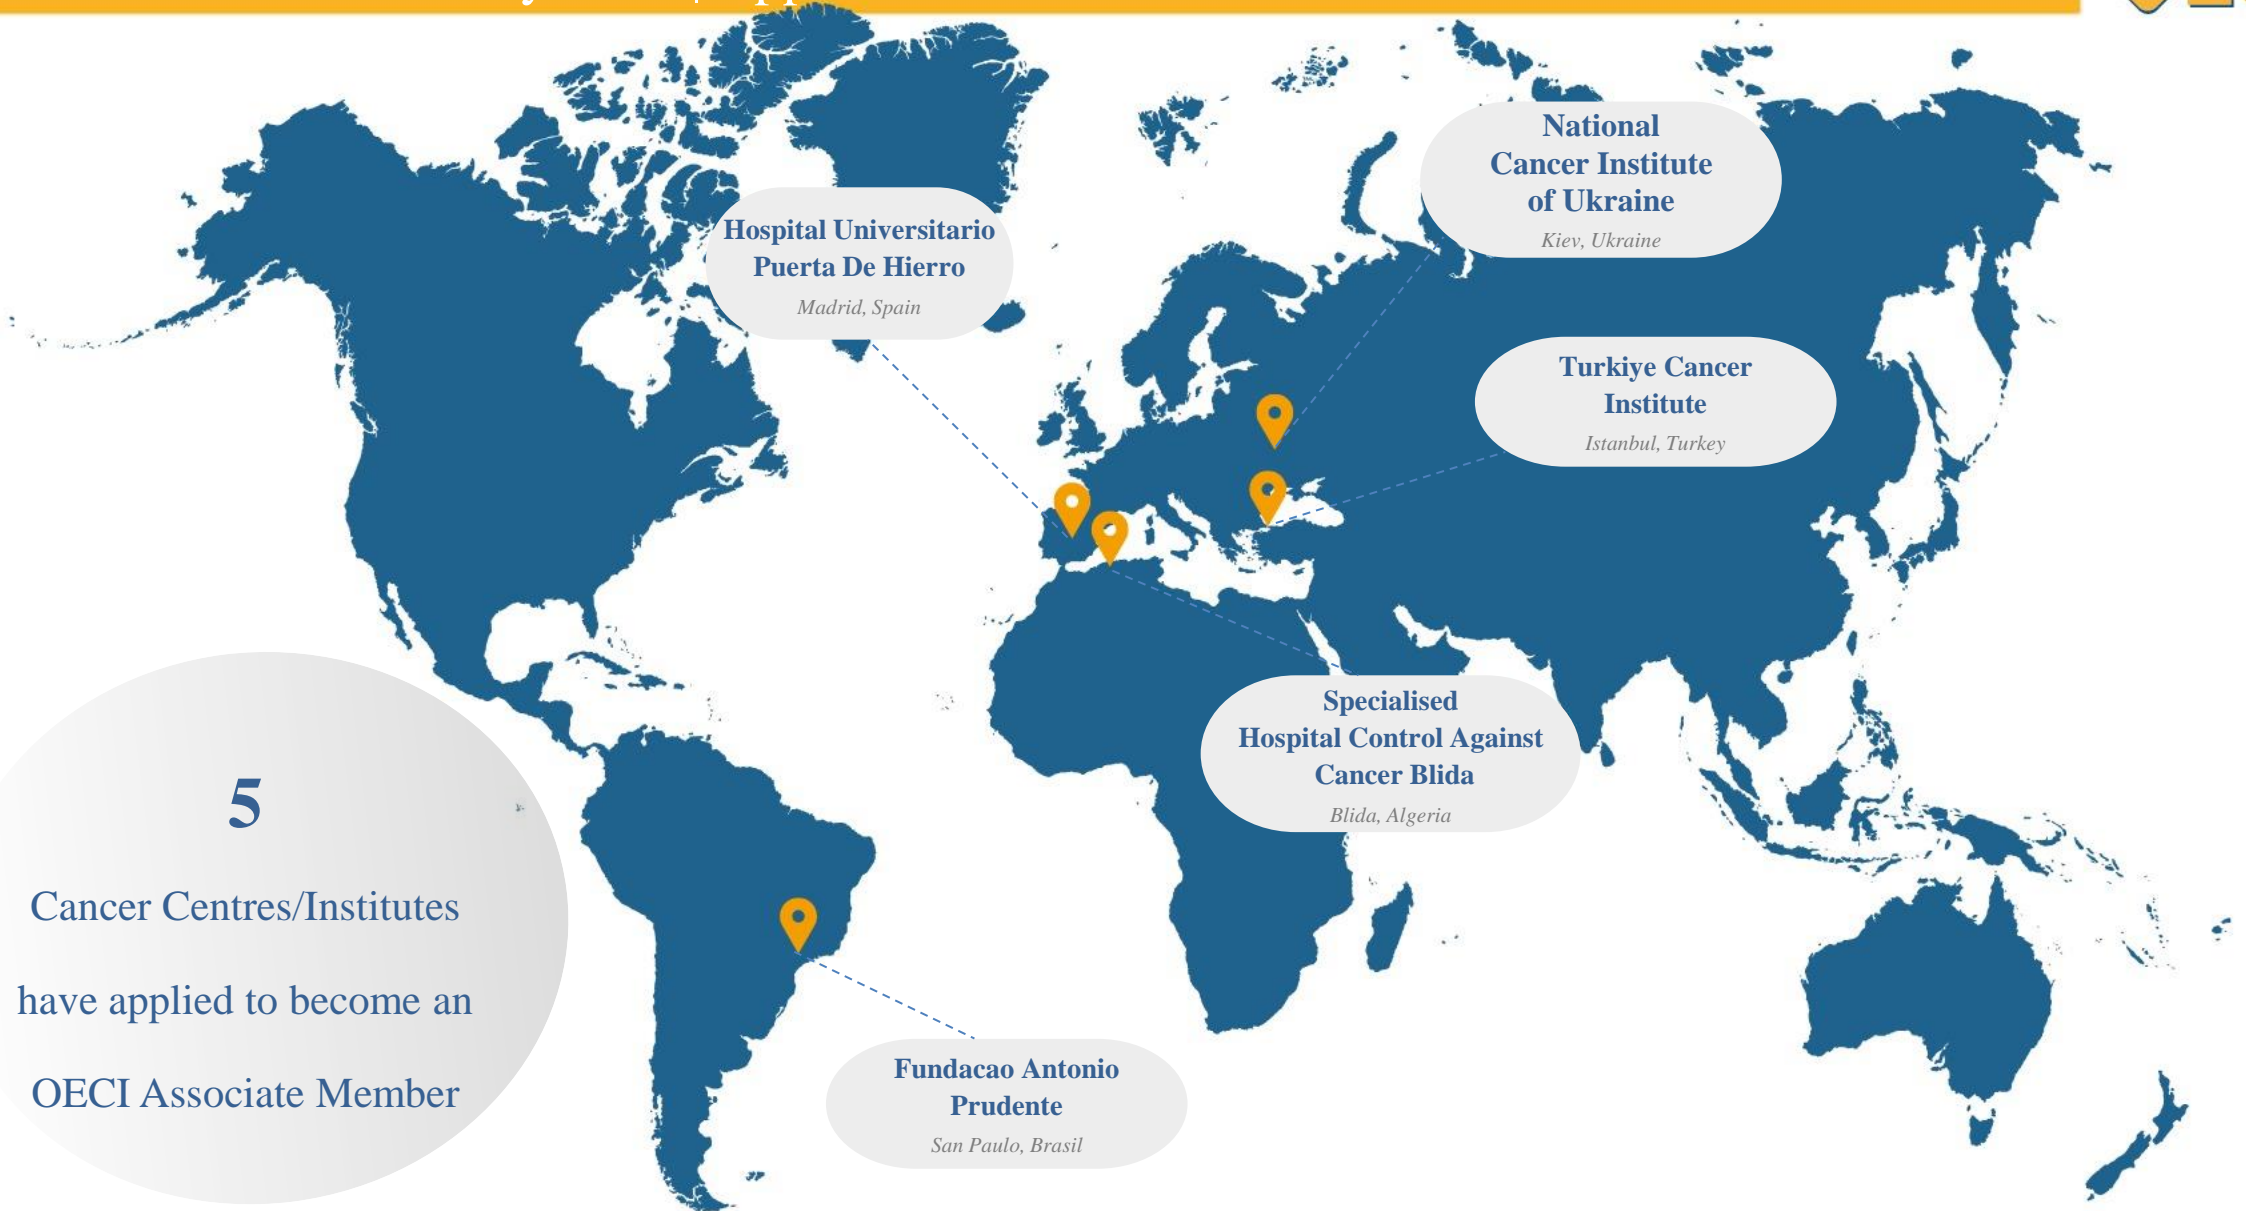 National
Cancer Institute
of Ukraine
Kiev, Ukraine
Hospital Universitario
Puerta De Hierro
Madrid, Spain
Turkiye Cancer
Institute
Istanbul, Turkey
Specialised
Hospital Control Against
Cancer Blida
Blida, Algeria
5
Cancer Centres/Institutes
have applied to become an
OECI Associate Member
Fundacao Antonio
Prudente
San Paulo, Brasil